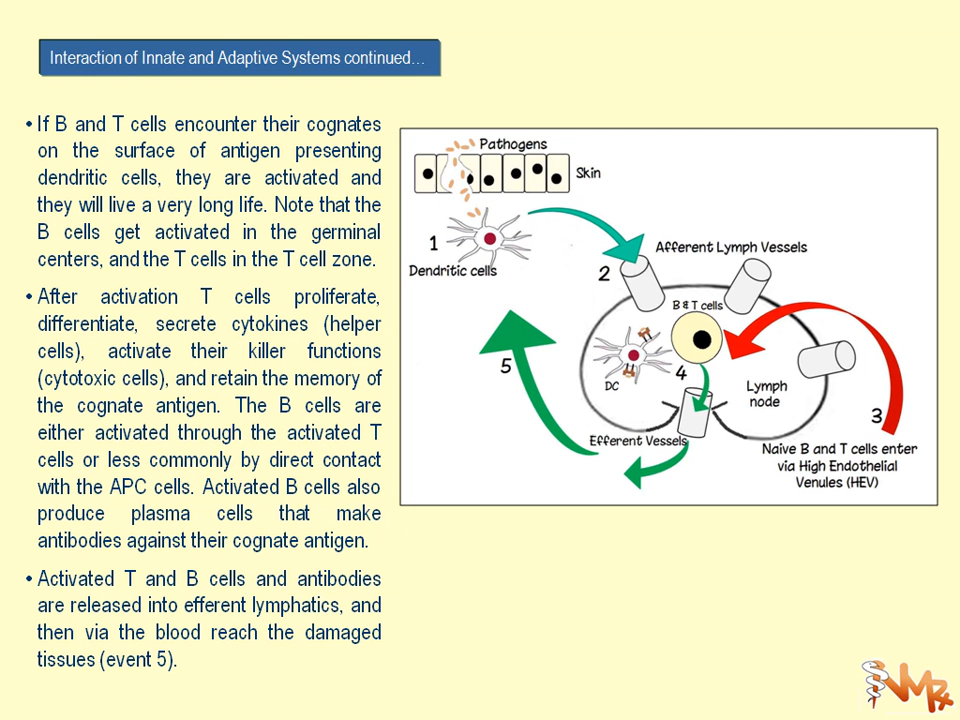 Interaction of Innate and Adaptive Systems continued…
• If B and T cells encounter their cognates
on the surface of antigen presenting
dendritic cells, they are activated and
they will live a very long life. Note that the
B cells get activated in the germinal
centers, and the T cells in the T cell zone.
• After activation T cells proliferate,
differentiate, secrete cytokines (helper
cells), activate their killer functions
(cytotoxic cells), and retain the memory of
the cognate antigen. The B cells are
either activated through the activated T
cells or less commonly by direct contact
with the APC cells. Activated B cells also
produce plasma cells that make
antibodies against their cognate antigen.
• Activated T and B cells and antibodies
are released into efferent lymphatics, and
then via the blood reach the damaged
tissues (event 5).
Pathogens
Skin
1
Dendritic cells
2
Afferent Lymph Vessels
B & T cells
DC
4
5
Lymph
node
3
Efferent Vessels
Naive B and T cells enter
via High Endothelial
Venules (HEV)
VMRx